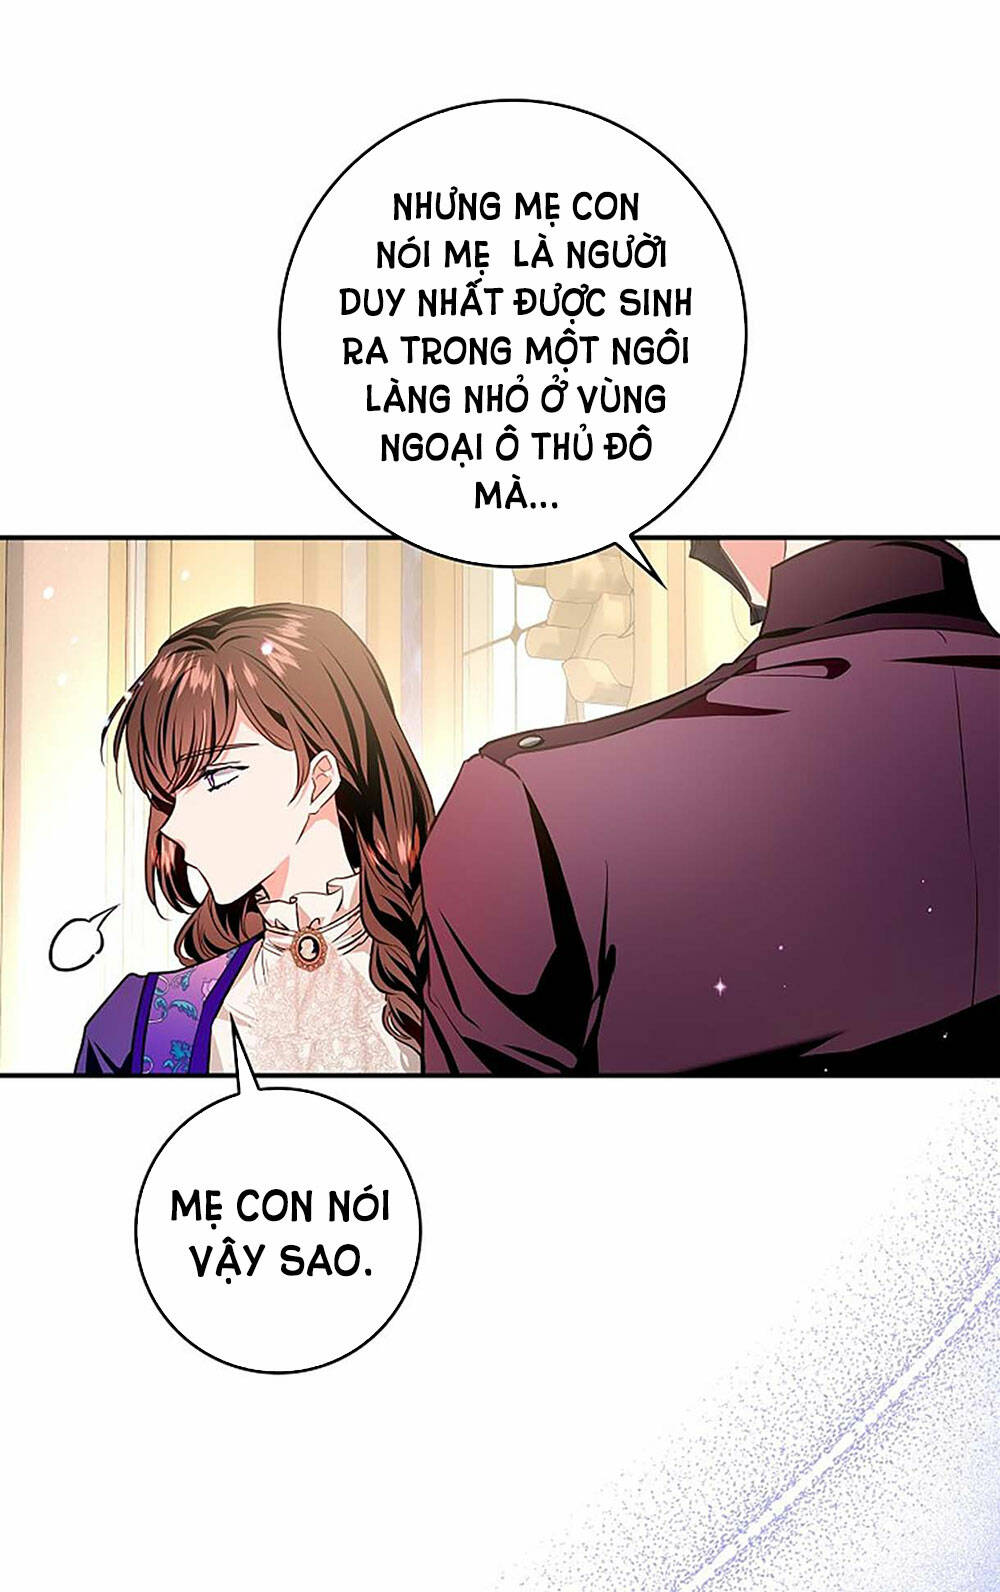 NHƯNG MẸ CON
NÓI MẸ LÀ NGƯỜI
DUY NHẤT ĐƯỢC SINH
RA TRONG MỘT NGÔI
LÀNG NHỎ Ở VÙNG
NGOẠI Ô THỦ ĐÔ
MÀ...
MẸ CON NÓI
VẬY SAO.